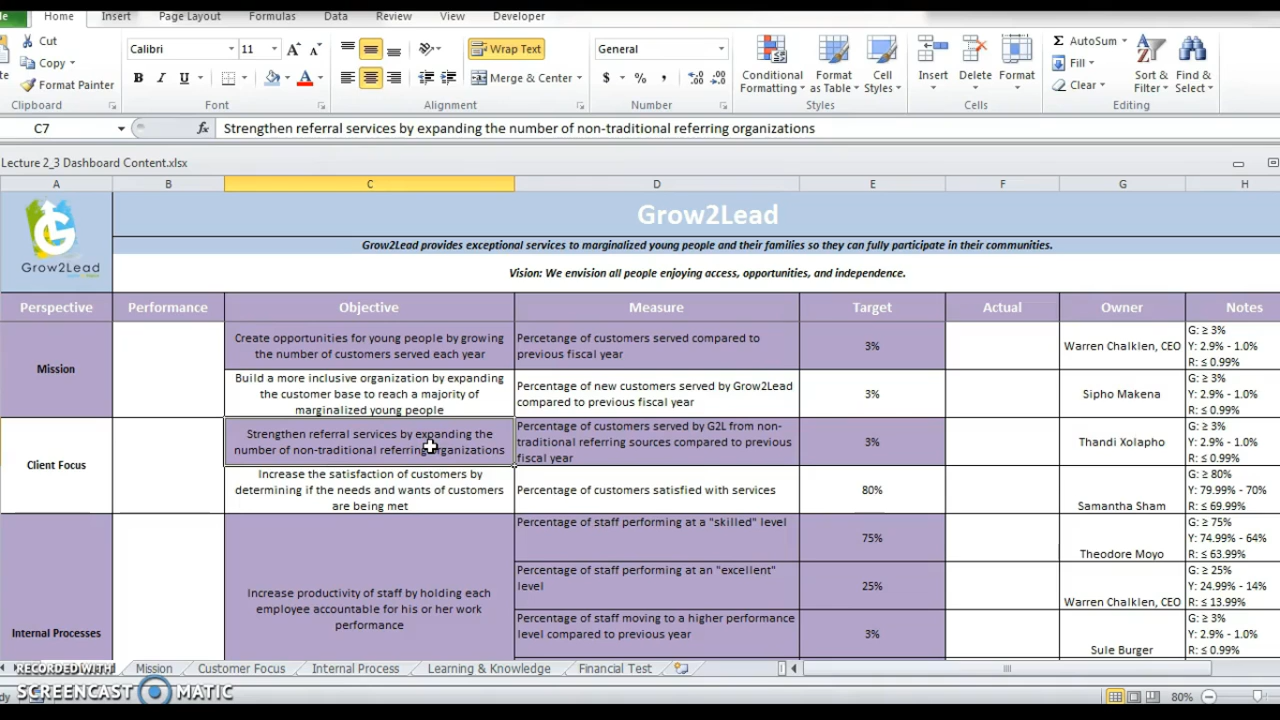 Home Insert Page Layout Formulas Data Review View Developer
Cut
Copy
Format Painter
Clipboard
Calibri 11
B I U
Font
Wrap Text
Merge & Center
Alignment
General
$ % ,
Number
Conditional Formatting
Format as Table
Cell Styles
Styles
Insert
Delete
Format
Cells
Σ AutoSum
Fill
Clear
Sort & Filter
Find & Select
Editing
C7 fx Strengthen referral services by expanding the number of non-traditional referring organizations
Lecture 2_3 Dashboard Content.xlsx
A B C D E F G H
Grow2Lead
Grow2Lead
Grow2Lead provides exceptional services to marginalized young people and their families so they can fully participate in their communities.
Vision: We envision all people enjoying access, opportunities, and independence.
Perspective Performance Objective Measure Target Actual Owner Notes
Mission
Create opportunities for young people by growing
the number of customers served each year
Percetange of customers served compared to
previous fiscal year
3%
Warren Chalklen, CEO
G: ≥ 3%
Y: 2.9% - 1.0%
R: ≤ 0.99%
Build a more inclusive organization by expanding
the customer base to reach a majority of
marginalized young people
Percentage of new customers served by Grow2Lead
compared to previous fiscal year
3%
Sipho Makena
G: ≥ 3%
Y: 2.9% - 1.0%
R: ≤ 0.99%
Client Focus
Strengthen referral services by expanding the
number of non-traditional referring organizations
Percentage of customers served by G2L from non-
traditional referring sources compared to previous
fiscal year
3%
Thandi Xolapho
G: ≥ 3%
Y: 2.9% - 1.0%
R: ≤ 0.99%
Increase the satisfaction of customers by
determining if the needs and wants of customers
are being met
Percentage of customers satisfied with services
80%
Samantha Sham
G: ≥ 80%
Y: 79.99% - 70%
R: ≤ 69.99%
Internal Processes
Increase productivity of staff by holding each
employee accountable for his or her work
performance
Percentage of staff performing at a "skilled" level
75%
Theodore Moyo
G: ≥ 75%
Y: 74.99% - 64%
R: ≤ 63.99%
Percentage of staff performing at an "excellent"
level
25%
Warren Chalklen, CEO
G: ≥ 25%
Y: 24.99% - 14%
R: ≤ 13.99%
Percentage of staff moving to a higher performance
level compared to previous year
3%
Sule Burger
G: ≥ 3%
Y: 2.9% - 1.0%
R: ≤ 0.99%
Mission Customer Focus Internal Process Learning & Knowledge Financial Test
RECORDED WITH
SCREENCAST MATIC
80%